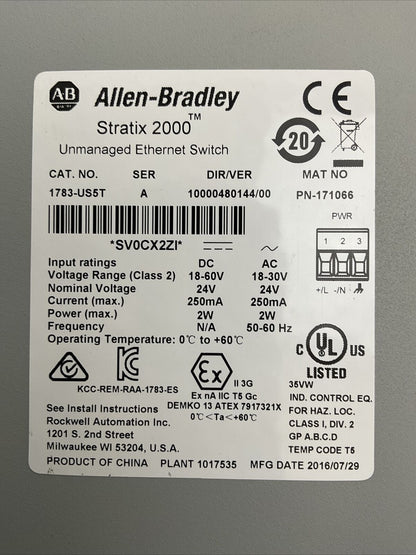 AB Allen-Bradley CE
QUALITY
Stratix 2000™
Unmanaged Ethernet Switch
20
CAT. NO. SER DIR/VER MAT NO
1783-US5T A 10000480144/00 PN-171066
*SV0CX2ZI*
PWR
1 2 3
+/L -/N
Input ratings DC AC
Voltage Range (Class 2) 18-60V 18-30V
Nominal Voltage 24V 24V
Current (max.) 250mA 250mA
Power (max.) 2W 2W
Frequency N/A 50-60 Hz
Operating Temperature: 0°C to +60°C
C UL US
LISTED
KCC-REM-RAA-1783-ES
Ex II 3G
Ex nA IIC T5 Gc
DEMKO 13 ATEX 7917321X
0°C<Ta<+60°C
35VW
IND. CONTROL EQ.
FOR HAZ. LOC.
CLASS I, DIV. 2
GP A.B.C.D
TEMP CODE T5
See Install Instructions
Rockwell Automation Inc.
1201 S. 2nd Street
Milwaukee WI 53204, U.S.A.
PRODUCT OF CHINA PLANT 1017535 MFG DATE 2016/07/29